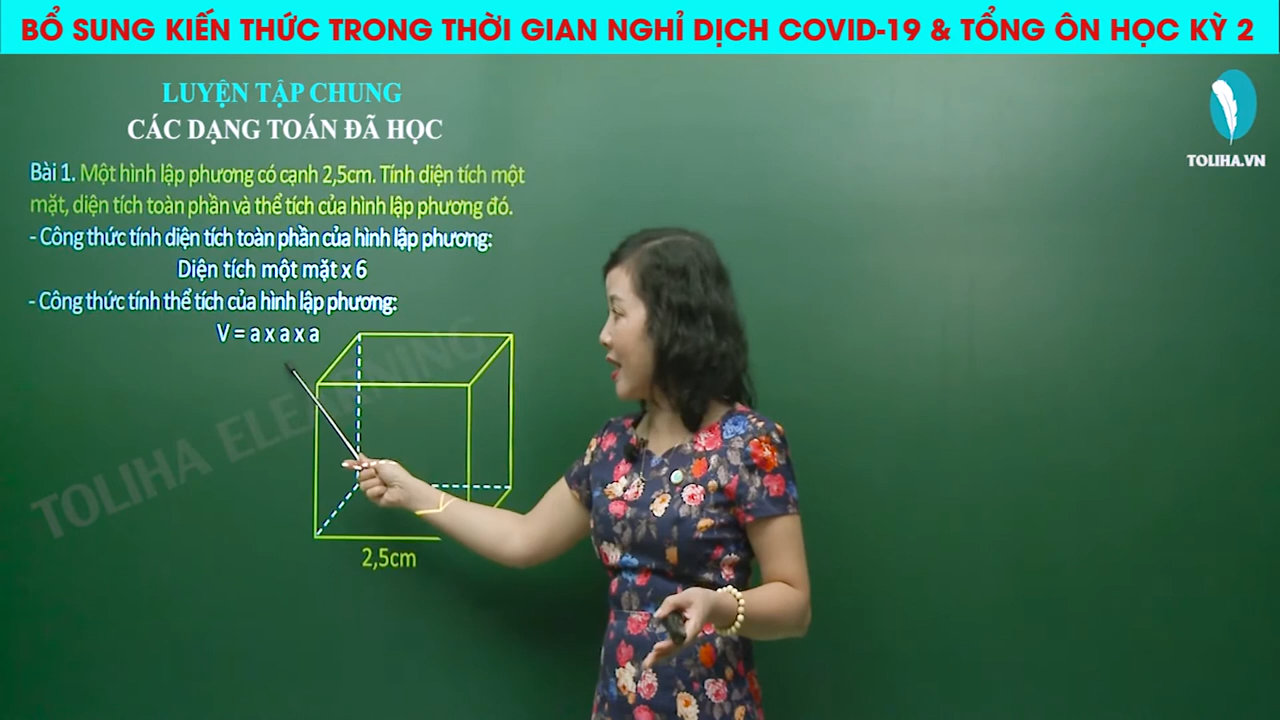 BỔ SUNG KIẾN THỨC TRONG THỜI GIAN NGHỈ DỊCH COVID-19 & TỔNG ÔN HỌC KỲ 2
LUYỆN TẬP CHUNG
CÁC DẠNG TOÁN ĐÃ HỌC
TOLIHA.VN
Bài 1. Một hình lập phương có cạnh 2,5cm. Tính diện tích một
mặt, diện tích toàn phần và thể tích của hình lập phương đó.
- Công thức tính diện tích toàn phần của hình lập phương:
Diện tích một mặt x 6
- Công thức tính thể tích của hình lập phương:
V = a x a x a
TOLIHA ELEARNING
2,5cm